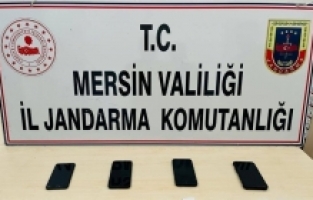 T.C.
MERSİN VALİLİĞİ
İL JANDARMA KOMUTANLIĞI